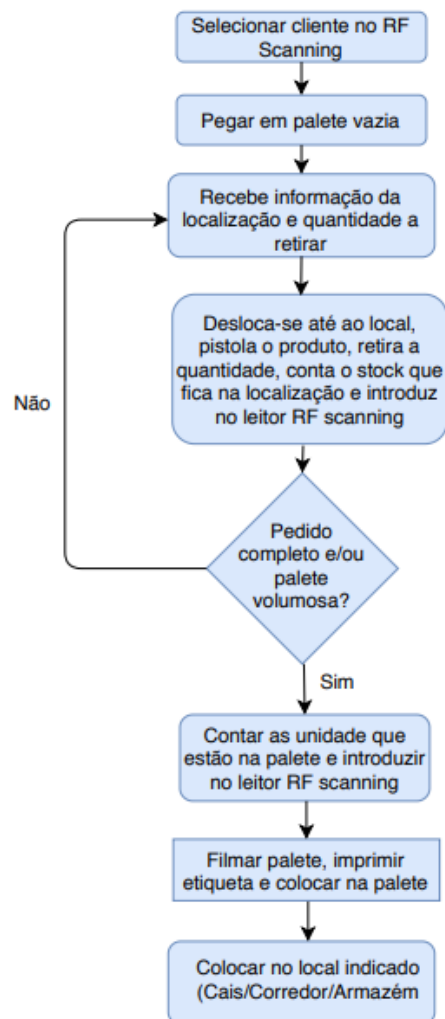 Selecionar cliente no RF
Scanning
Pegar em palete vazia
Recebe informação da
localização e quantidade a
retirar
Desloca-se até ao local,
pistola o produto, retira a
quantidade, conta o stock que
fica na localização e introduz
no leitor RF scanning
Não
Pedido
completo e/ou
palete
volumosa?
Sim
Contar as unidade que
estão na palete e introduzir
no leitor RF scanning
Filmar palete, imprimir
etiqueta e colocar na palete
Colocar no local indicado
(Cais/Corredor/Armazém